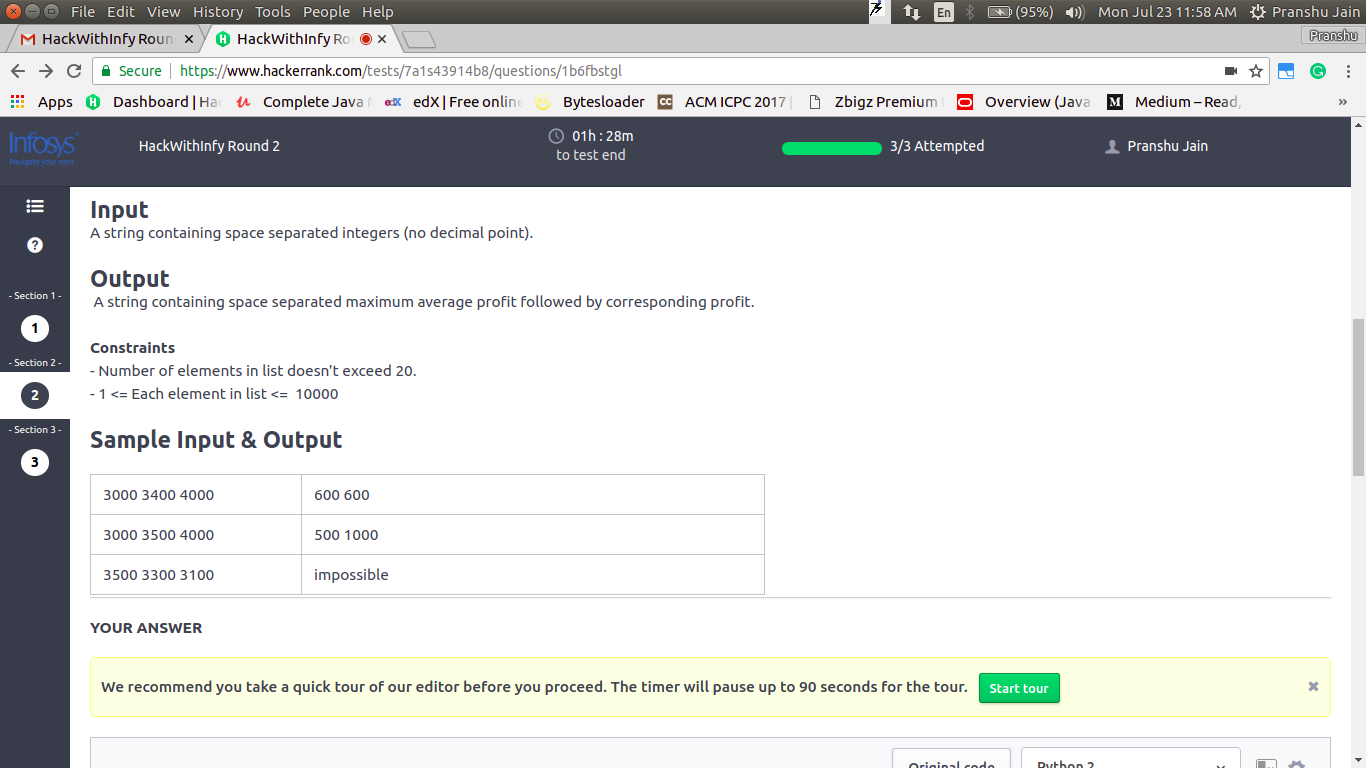 File Edit View History Tools People Help
En (95%) Mon Jul 23 11:58 AM Pranshu Jain
HackWithInfy Roun HackWithInfy Ro Pranshu
Secure https://www.hackerrank.com/tests/7a1s43914b8/questions/1b6fbstgl
Apps Dashboard | Ha Complete Java edX | Free online Bytesloader ACM ICPC 2017 | Zbigz Premium Overview (Java Medium – Read, »
Infosys
Navigate your next
HackWithInfy Round 2
01h : 28m
to test end
3/3 Attempted
Pranshu Jain
- Section 1 -
1
- Section 2 -
2
- Section 3 -
3
Input
A string containing space separated integers (no decimal point).
Output
A string containing space separated maximum average profit followed by corresponding profit.
Constraints
- Number of elements in list doesn't exceed 20.
- 1 <= Each element in list <= 10000
Sample Input & Output
3000 3400 4000 600 600
3000 3500 4000 500 1000
3500 3300 3100 impossible
YOUR ANSWER
We recommend you take a quick tour of our editor before you proceed. The timer will pause up to 90 seconds for the tour. Start tour
Original code Python 2